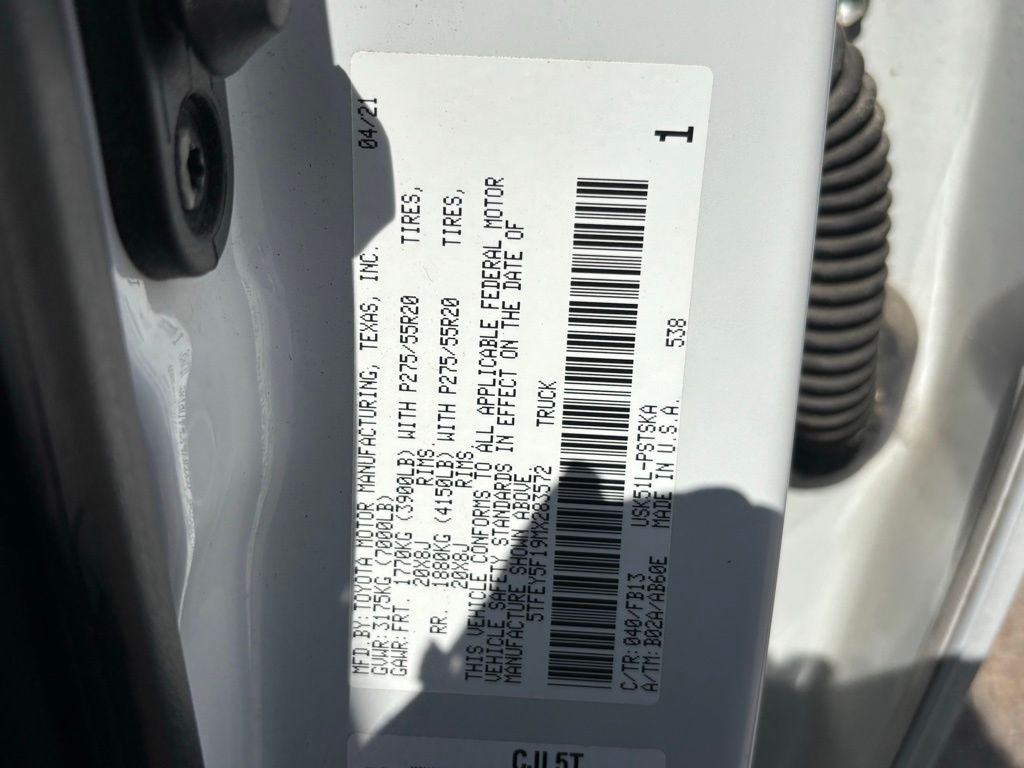 MFD BY: TOYOTA MOTOR MANUFACTURING, TEXAS, INC. 04/21
GVWR: 3175KG (7000LB)
GAWR: FRT. 1770KG (3900LB) WITH P275/55R20 TIRES,
20X8J RIMS.
RR. 1880KG (4150LB) WITH P275/55R20 TIRES,
20X8J RIMS.
THIS VEHICLE CONFORMS TO ALL APPLICABLE FEDERAL MOTOR
VEHICLE SAFETY STANDARDS IN EFFECT ON THE DATE OF
MANUFACTURE SHOWN ABOVE
5TFEY5F19MX283572 TRUCK
1
C/TR: 040/FB13 USK51L-PSTSKA
A/TM: B02A/AB60E MADE IN U.S.A. 538
CJL5T